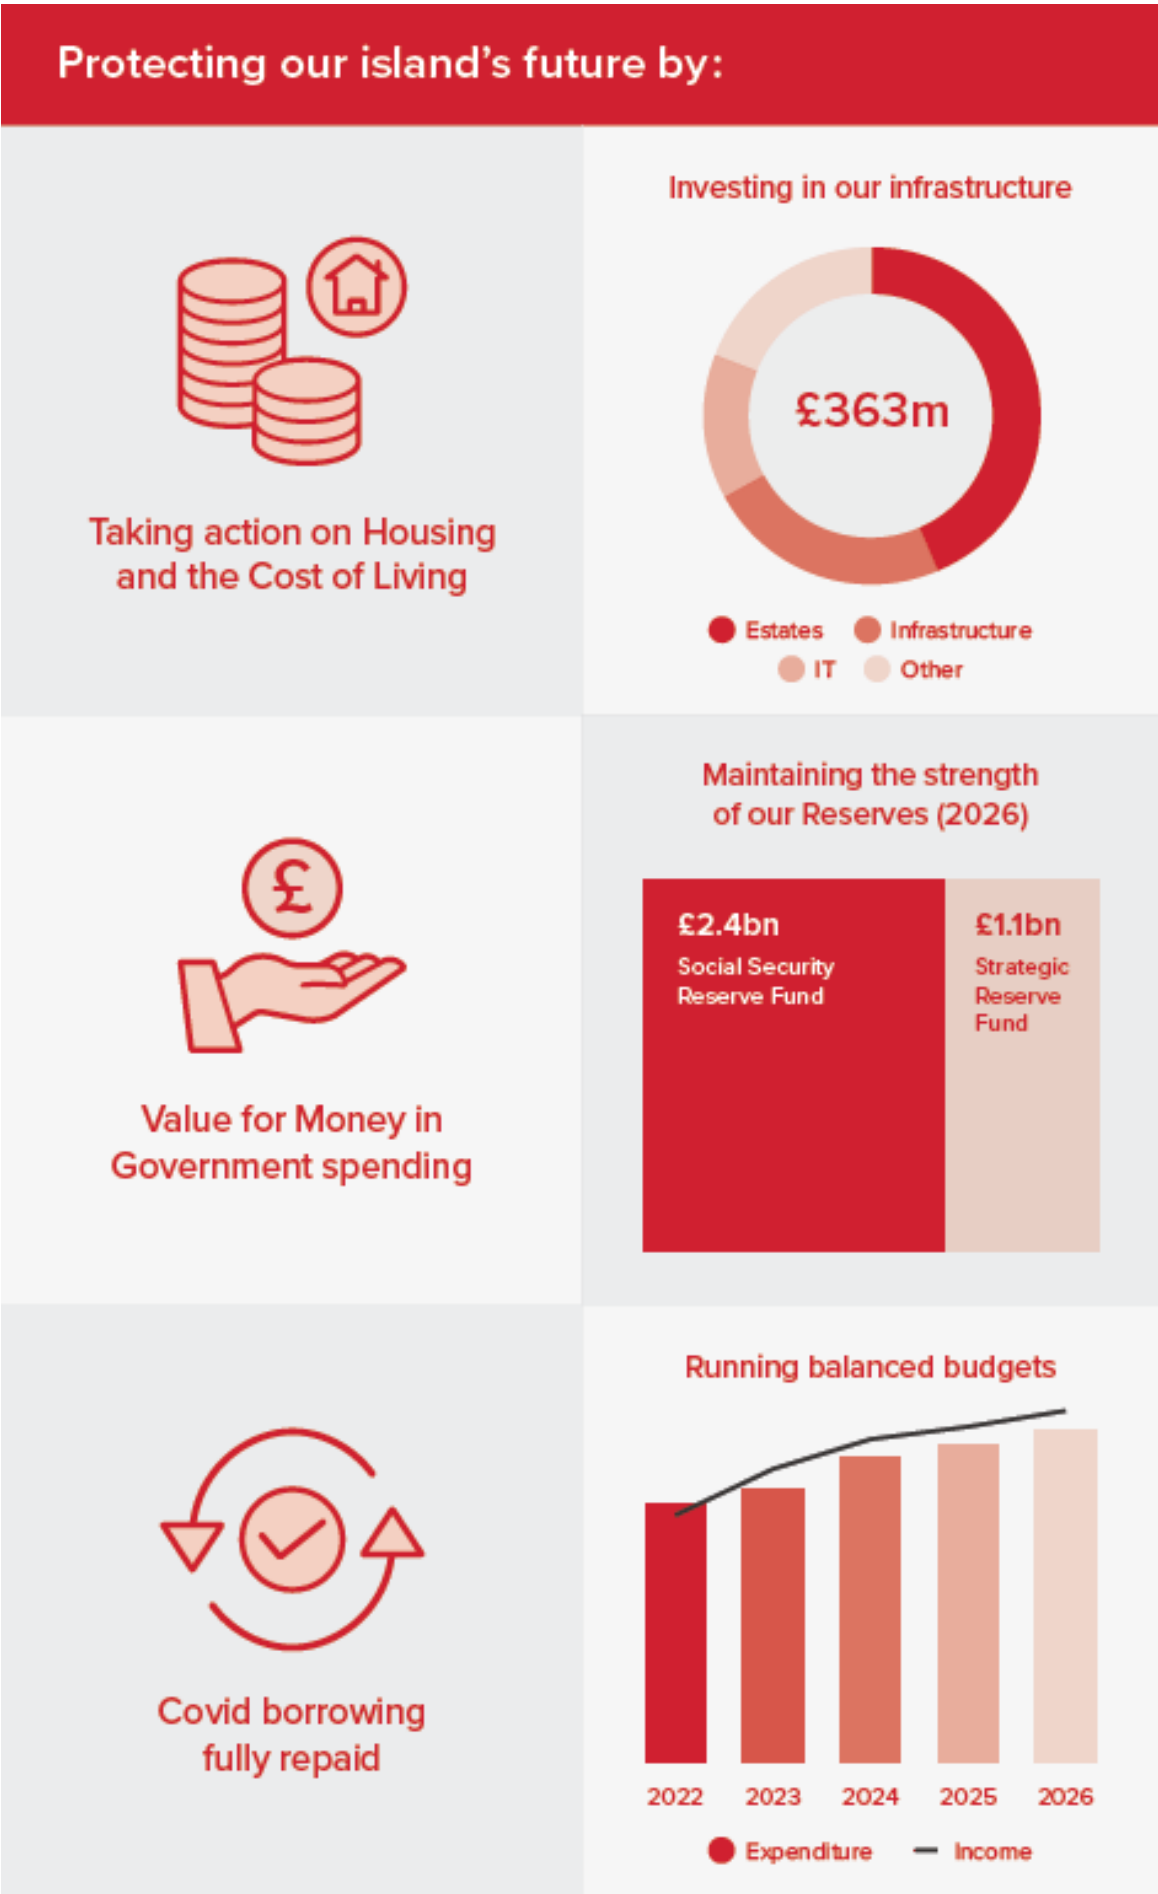 Protecting our island's future by:
Taking action on Housing
and the Cost of Living
Investing in our infrastructure
£363m
Estates
Infrastructure
IT
Other
Value for Money in
Government spending
£
Maintaining the strength
of our Reserves (2026)
£2.4bn
Social Security
Reserve Fund
£1.1bn
Strategic
Reserve
Fund
Covid borrowing
fully repaid
Running balanced budgets
2022 2023 2024 2025 2026
Expenditure
Income